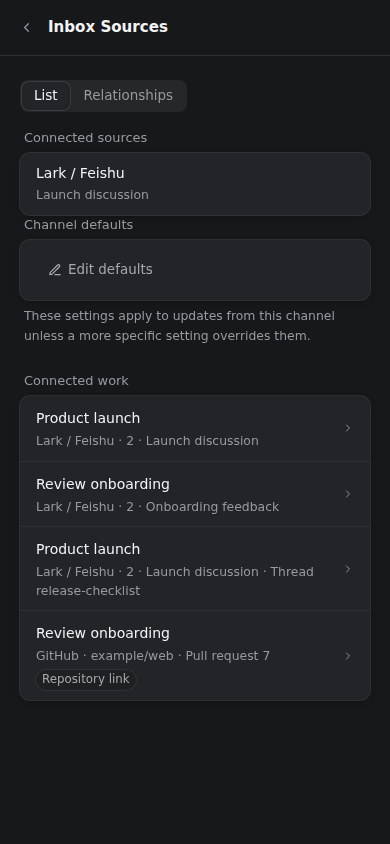 Inbox Sources
List
Relationships
Connected sources
Lark / Feishu
Launch discussion
Channel defaults
Edit defaults
These settings apply to updates from this channel
unless a more specific setting overrides them.
Connected work
Product launch
Lark / Feishu · 2 · Launch discussion
Review onboarding
Lark / Feishu · 2 · Onboarding feedback
Product launch
Lark / Feishu · 2 · Launch discussion · Thread
release-checklist
Review onboarding
GitHub · example/web · Pull request 7
Repository link